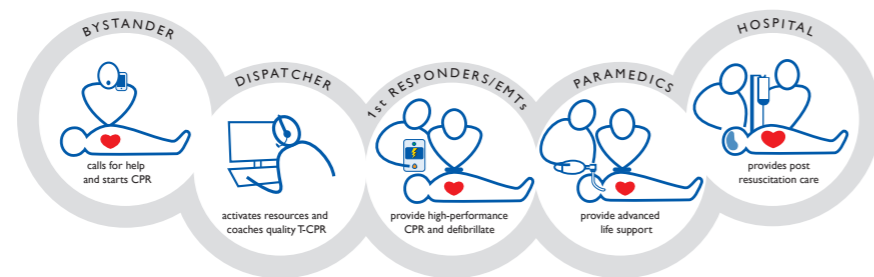 BYSTANDER
calls for help
and starts CPR
DISPATCHER
activates resources and
coaches quality T-CPR
1st RESPONDERS/EMTs
provide high-performance
CPR and defibrillate
PARAMEDICS
provide advanced
life support
HOSPITAL
provides post
resuscitation care